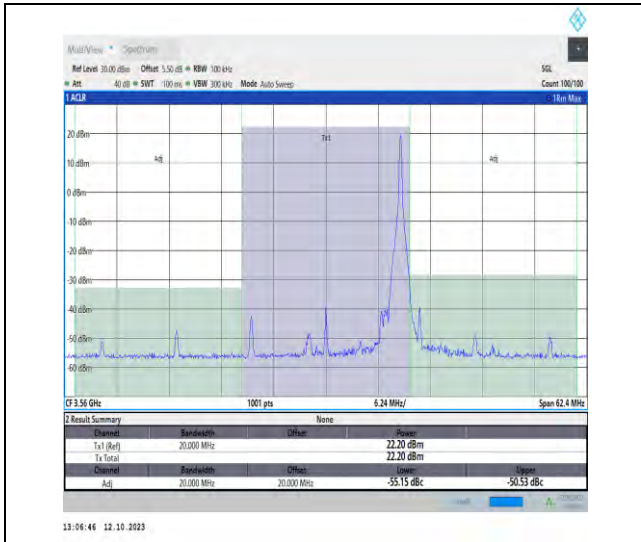 MultiView Spectrum
Ref Level 30.00 dBm Offset 5.50 dB RBW 100 kHz SGL
Att 40 dB SWT 100 ms VBW 300 kHz Mode Auto Sweep Count 100/100
1 ACLR 1Rm Max
Tx1
20 dBm
Adj Adj
10 dBm
0 dBm
-10 dBm
-20 dBm
-30 dBm
-40 dBm
-50 dBm
-60 dBm
CF 3.56 GHz 1001 pts 6.24 MHz/ Span 62.4 MHz
2 Result Summary None
Channel Bandwidth Offset Power
Tx1 (Ref) 20.000 MHz 22.20 dBm
Tx Total 22.20 dBm
Channel Bandwidth Offset Lower Upper
Adj 20.000 MHz 20.000 MHz -55.15 dBc -50.53 dBc
13:06:46 12.10.2023